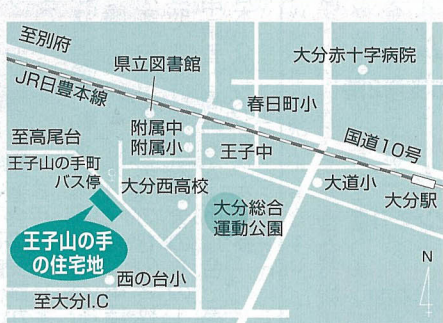 至別府
県立図書館
大分赤十字病院
JR日豊本線
春日町小
附属中
附属小
国道10号
至高尾台
王子中
王子山の手町
バス停
大分西高校
大道小
大分駅
大分総合
運動公園
王子山の手
の住宅地
N
西の台小
至大分I.C